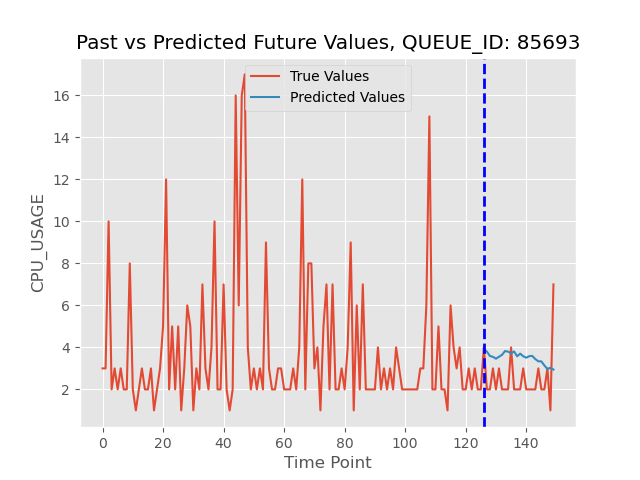 Past vs Predicted Future Values, QUEUE_ID: 85693
True Values
Predicted Values
CPU_USAGE
16
14
12
10
8
6
4
2
0 20 40 60 80 100 120 140
Time Point